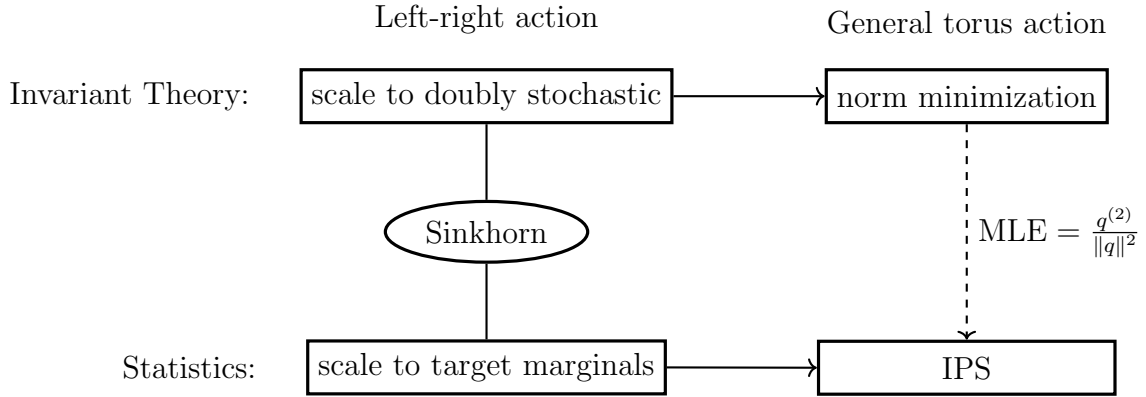 Left-right action
General torus action
Invariant Theory:
scale to doubly stochastic
norm minimization
Sinkhorn
MLE = q^(2) / ‖q‖^2
Statistics:
scale to target marginals
IPS